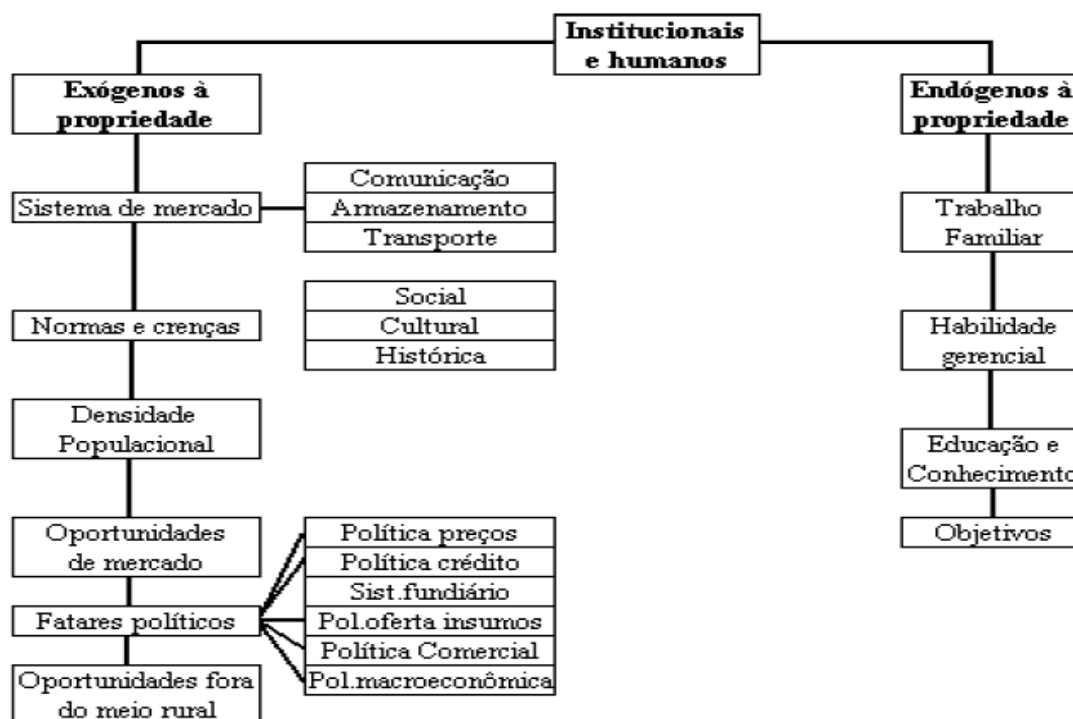 Institucionais
e humanos
Exógenos à
propriedade
Endógenos à
propriedade
Sistema de mercado
Comunicação
Armazenamento
Transporte
Trabalho
Familiar
Normas e crenças
Social
Cultural
Histórica
Habilidade
gerencial
Densidade
Populacional
Educação e
Conhecimento
Oportunidades
de mercado
Política preços
Política crédito
Sist.fundiário
Pol.oferta insumos
Política Comercial
Pol.macroeconômica
Objetivos
Fatares políticos
Oportunidades fora
do meio rural